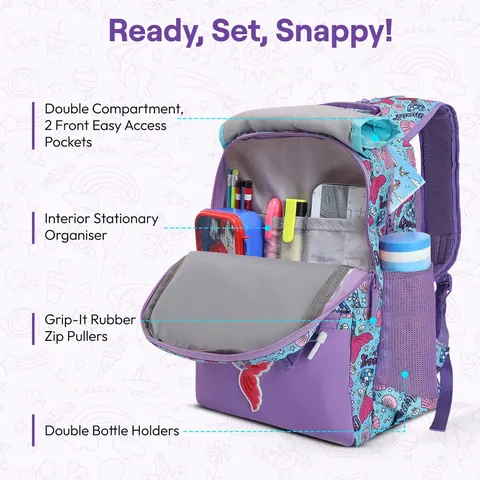 Ready, Set, Snappy!
Double Compartment,
2 Front Easy Access
Pockets
Interior Stationary
Organiser
Grip-It Rubber
Zip Pullers
Double Bottle Holders